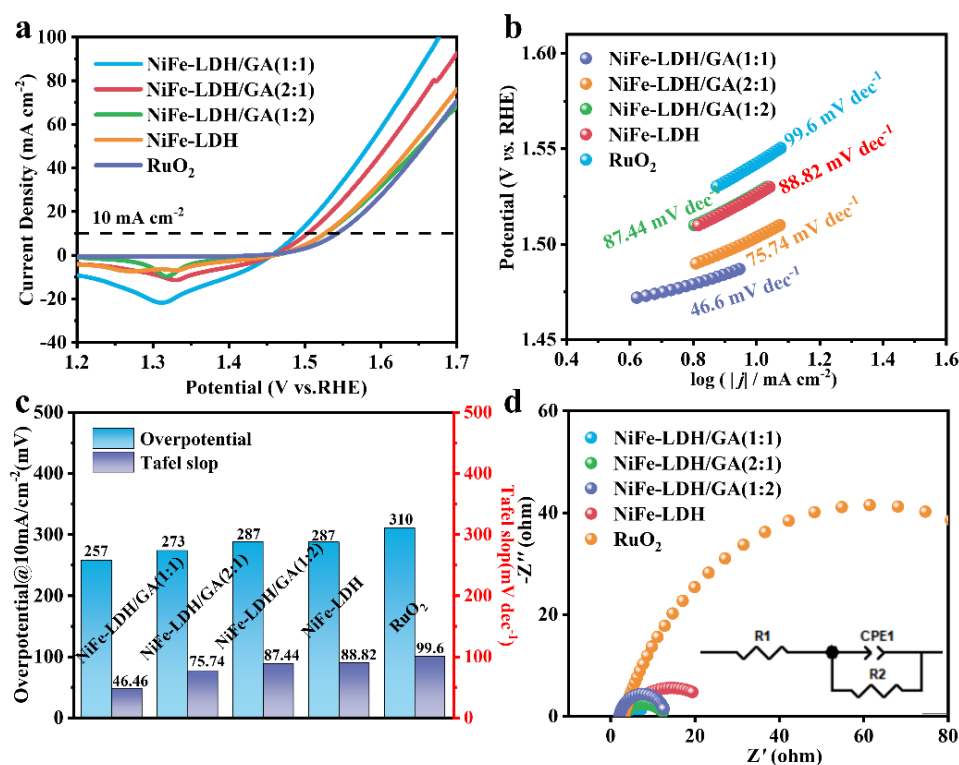 a
100
80
60
40
20
0
-20
-40
Current Density (mA cm-2)
NiFe-LDH/GA(1:1)
NiFe-LDH/GA(2:1)
NiFe-LDH/GA(1:2)
NiFe-LDH
RuO2
10 mA cm-2
1.2 1.3 1.4 1.5 1.6 1.7
Potential (V vs.RHE)
b
1.60
1.55
1.50
1.45
Potential (V vs. RHE)
NiFe-LDH/GA(1:1)
NiFe-LDH/GA(2:1)
NiFe-LDH/GA(1:2)
NiFe-LDH
RuO2
99.6 mV dec-1
88.82 mV dec-1
87.44 mV dec-1
75.74 mV dec-1
46.6 mV dec-1
0.4 0.6 0.8 1.0 1.2 1.4 1.6
log (|j| / mA cm-2)
c
500
400
300
200
100
0
Overpotential@10mA/cm-2(mV)
Overpotential
Tafel slop
257 273 287 287 310
NiFe-LDH/GA(1:1)
NiFe-LDH/GA(2:1)
NiFe-LDH/GA(1:2)
NiFe-LDH
RuO2
46.46 75.74 87.44 88.82 99.6
500
400
300
200
100
0
Tafel slop(mV dec-1)
d
60
40
20
0
-Z″ (ohm)
NiFe-LDH/GA(1:1)
NiFe-LDH/GA(2:1)
NiFe-LDH/GA(1:2)
NiFe-LDH
RuO2
R1
CPE1
R2
0 20 40 60 80
Z′ (ohm)